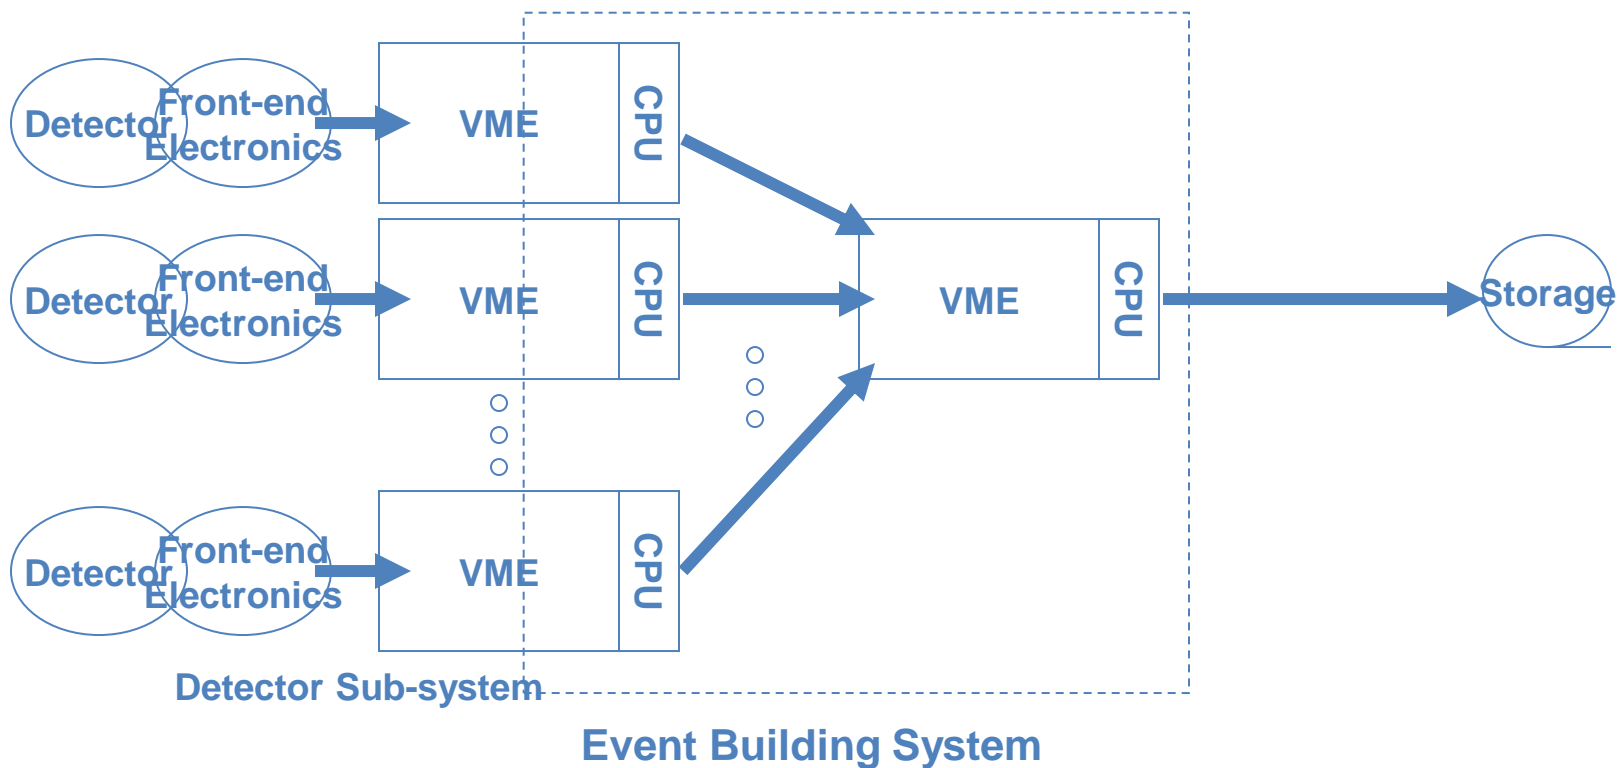 Detector
Front-end
Electronics
VME
CPU
Detector
Front-end
Electronics
VME
CPU
VME
CPU
Storage
Detector
Front-end
Electronics
VME
CPU
Detector Sub-system
Event Building System